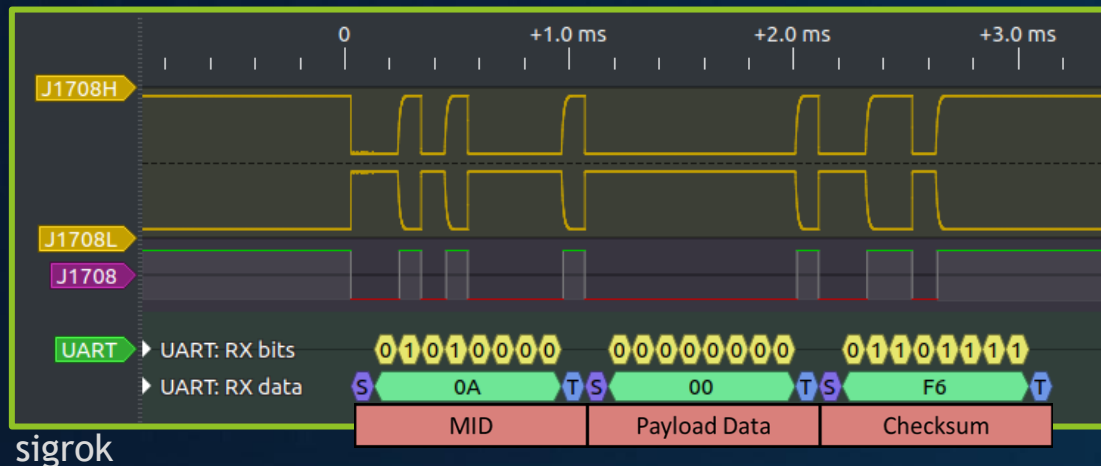 0 +1.0 ms +2.0 ms +3.0 ms
J1708H
J1708L
J1708
UART UART: RX bits 0 1 0 1 0 0 0 0 0 0 0 0 0 0 0 0 0 1 1 0 1 1 1 1
UART: RX data S 0A T S 00 T S F6 T
MID Payload Data Checksum
sigrok